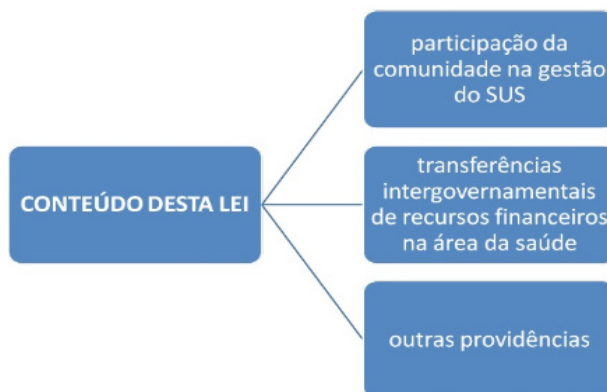 CONTEÚDO DESTA LEI
participação da
comunidade na gestão
do SUS
transferências
intergovernamentais
de recursos financeiros
na área da saúde
outras providências